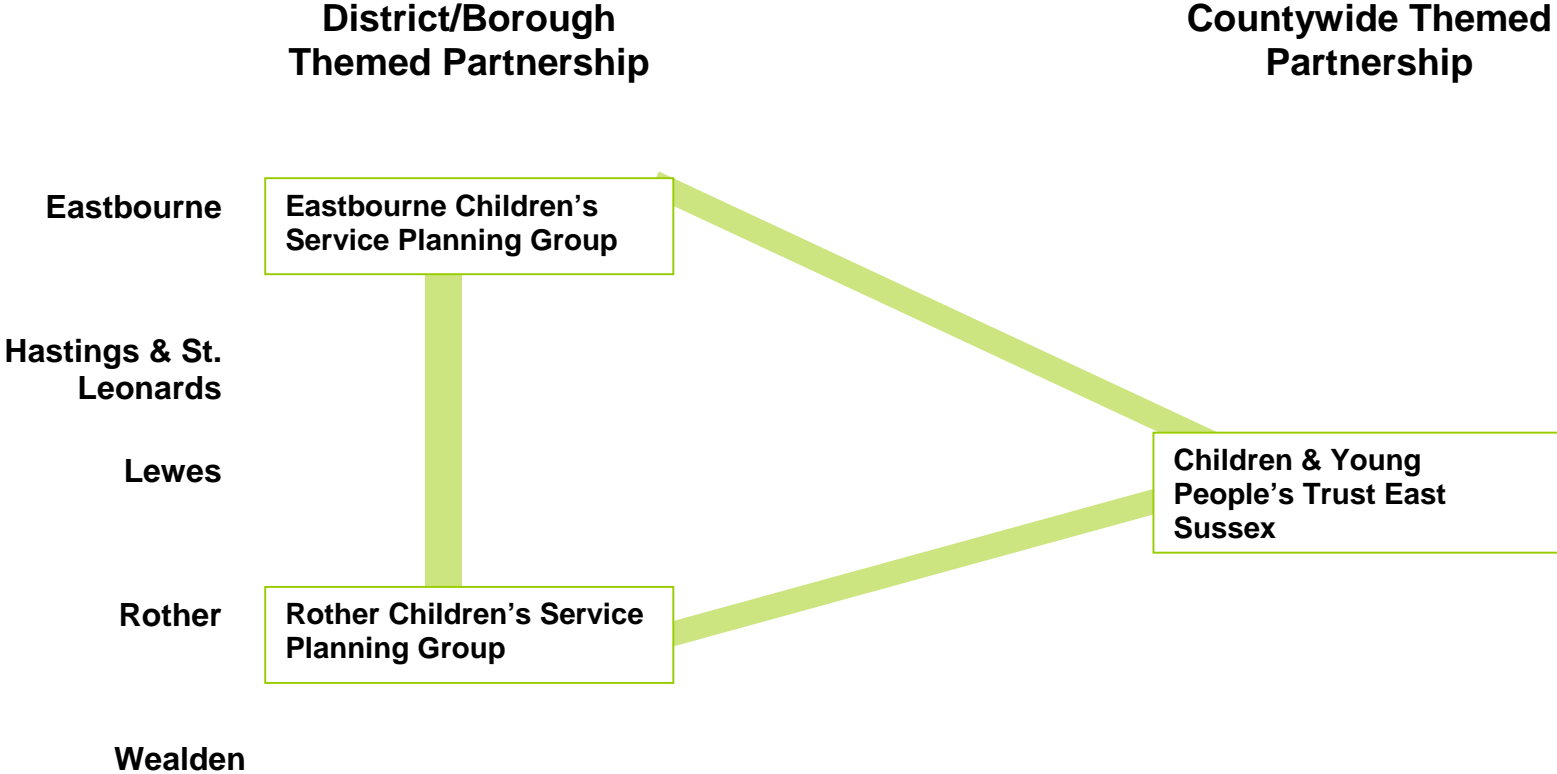 District/Borough
Themed Partnership
Countywide Themed
Partnership
Eastbourne
Eastbourne Children’s
Service Planning Group
Hastings & St.
Leonards
Lewes
Children & Young
People’s Trust East
Sussex
Rother
Rother Children’s Service
Planning Group
Wealden